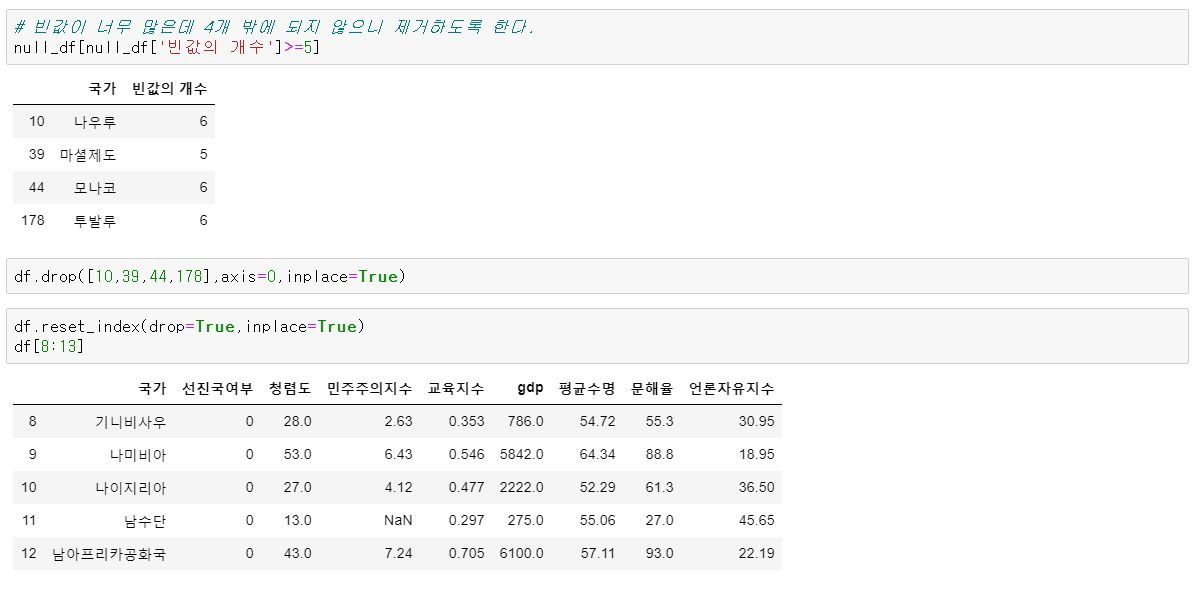 # 빈값이 너무 많은데 4개 밖에 되지 않으니 제거하도록 한다.
null_df[null_df['빈값의 개수']>=5]
국가 빈값의 개수
10 나우루 6
39 마셜제도 5
44 모나코 6
178 투발루 6
df.drop([10,39,44,178],axis=0,inplace=True)
df.reset_index(drop=True,inplace=True)
df[8:13]
국가 선진국여부 청렴도 민주주의지수 교육지수 gdp 평균수명 문해율 언론자유지수
8 기니비사우 0 28.0 2.63 0.353 786.0 54.72 55.3 30.95
9 나미비아 0 53.0 6.43 0.546 5842.0 64.34 88.8 18.95
10 나이지리아 0 27.0 4.12 0.477 2222.0 52.29 61.3 36.50
11 남수단 0 13.0 NaN 0.297 275.0 55.06 27.0 45.65
12 남아프리카공화국 0 43.0 7.24 0.705 6100.0 57.11 93.0 22.19